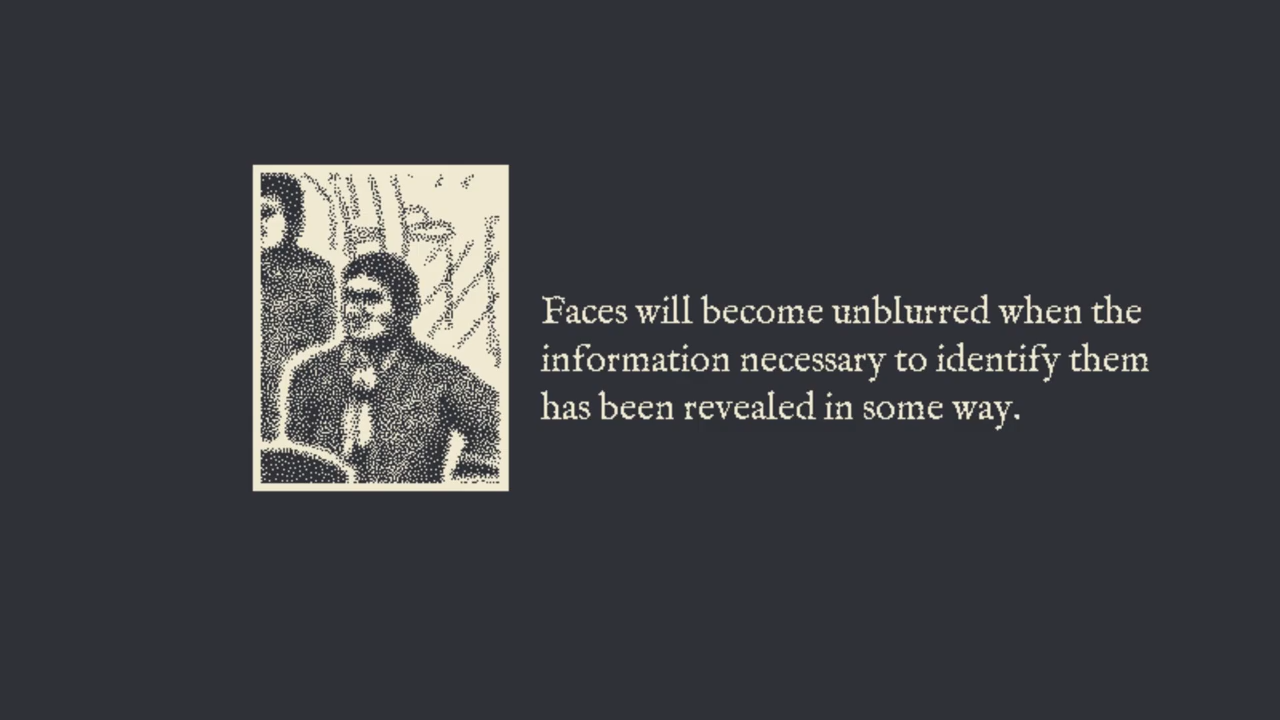 Faces will become unblurred when the
information necessary to identify them
has been revealed in some way.